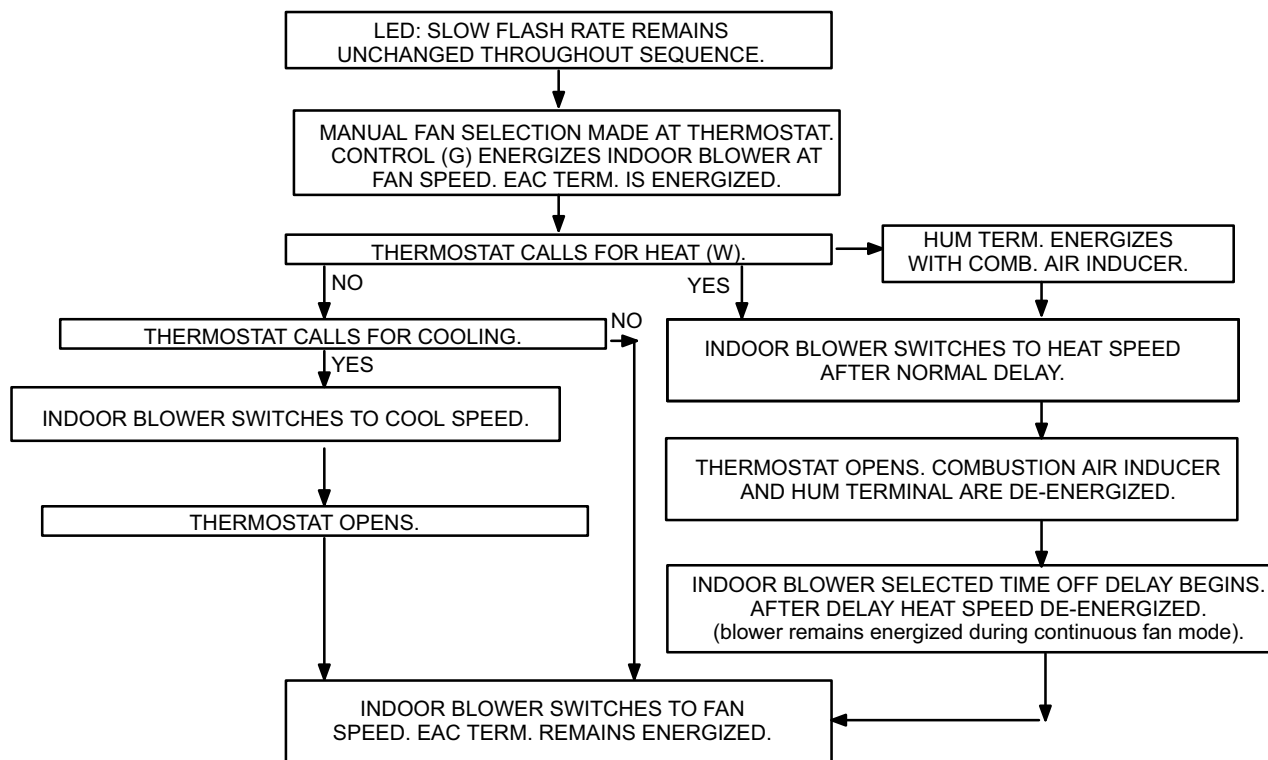 LED: SLOW FLASH RATE REMAINS
UNCHANGED THROUGHOUT SEQUENCE.
MANUAL FAN SELECTION MADE AT THERMOSTAT.
CONTROL (G) ENERGIZES INDOOR BLOWER AT
FAN SPEED. EAC TERM. IS ENERGIZED.
THERMOSTAT CALLS FOR HEAT (W).
HUM TERM. ENERGIZES
WITH COMB. AIR INDUCER.
NO
YES
THERMOSTAT CALLS FOR COOLING.
NO
YES
INDOOR BLOWER SWITCHES TO HEAT SPEED
AFTER NORMAL DELAY.
INDOOR BLOWER SWITCHES TO COOL SPEED.
THERMOSTAT OPENS. COMBUSTION AIR INDUCER
AND HUM TERMINAL ARE DE-ENERGIZED.
THERMOSTAT OPENS.
INDOOR BLOWER SELECTED TIME OFF DELAY BEGINS.
AFTER DELAY HEAT SPEED DE-ENERGIZED.
(blower remains energized during continuous fan mode).
INDOOR BLOWER SWITCHES TO FAN
SPEED. EAC TERM. REMAINS ENERGIZED.